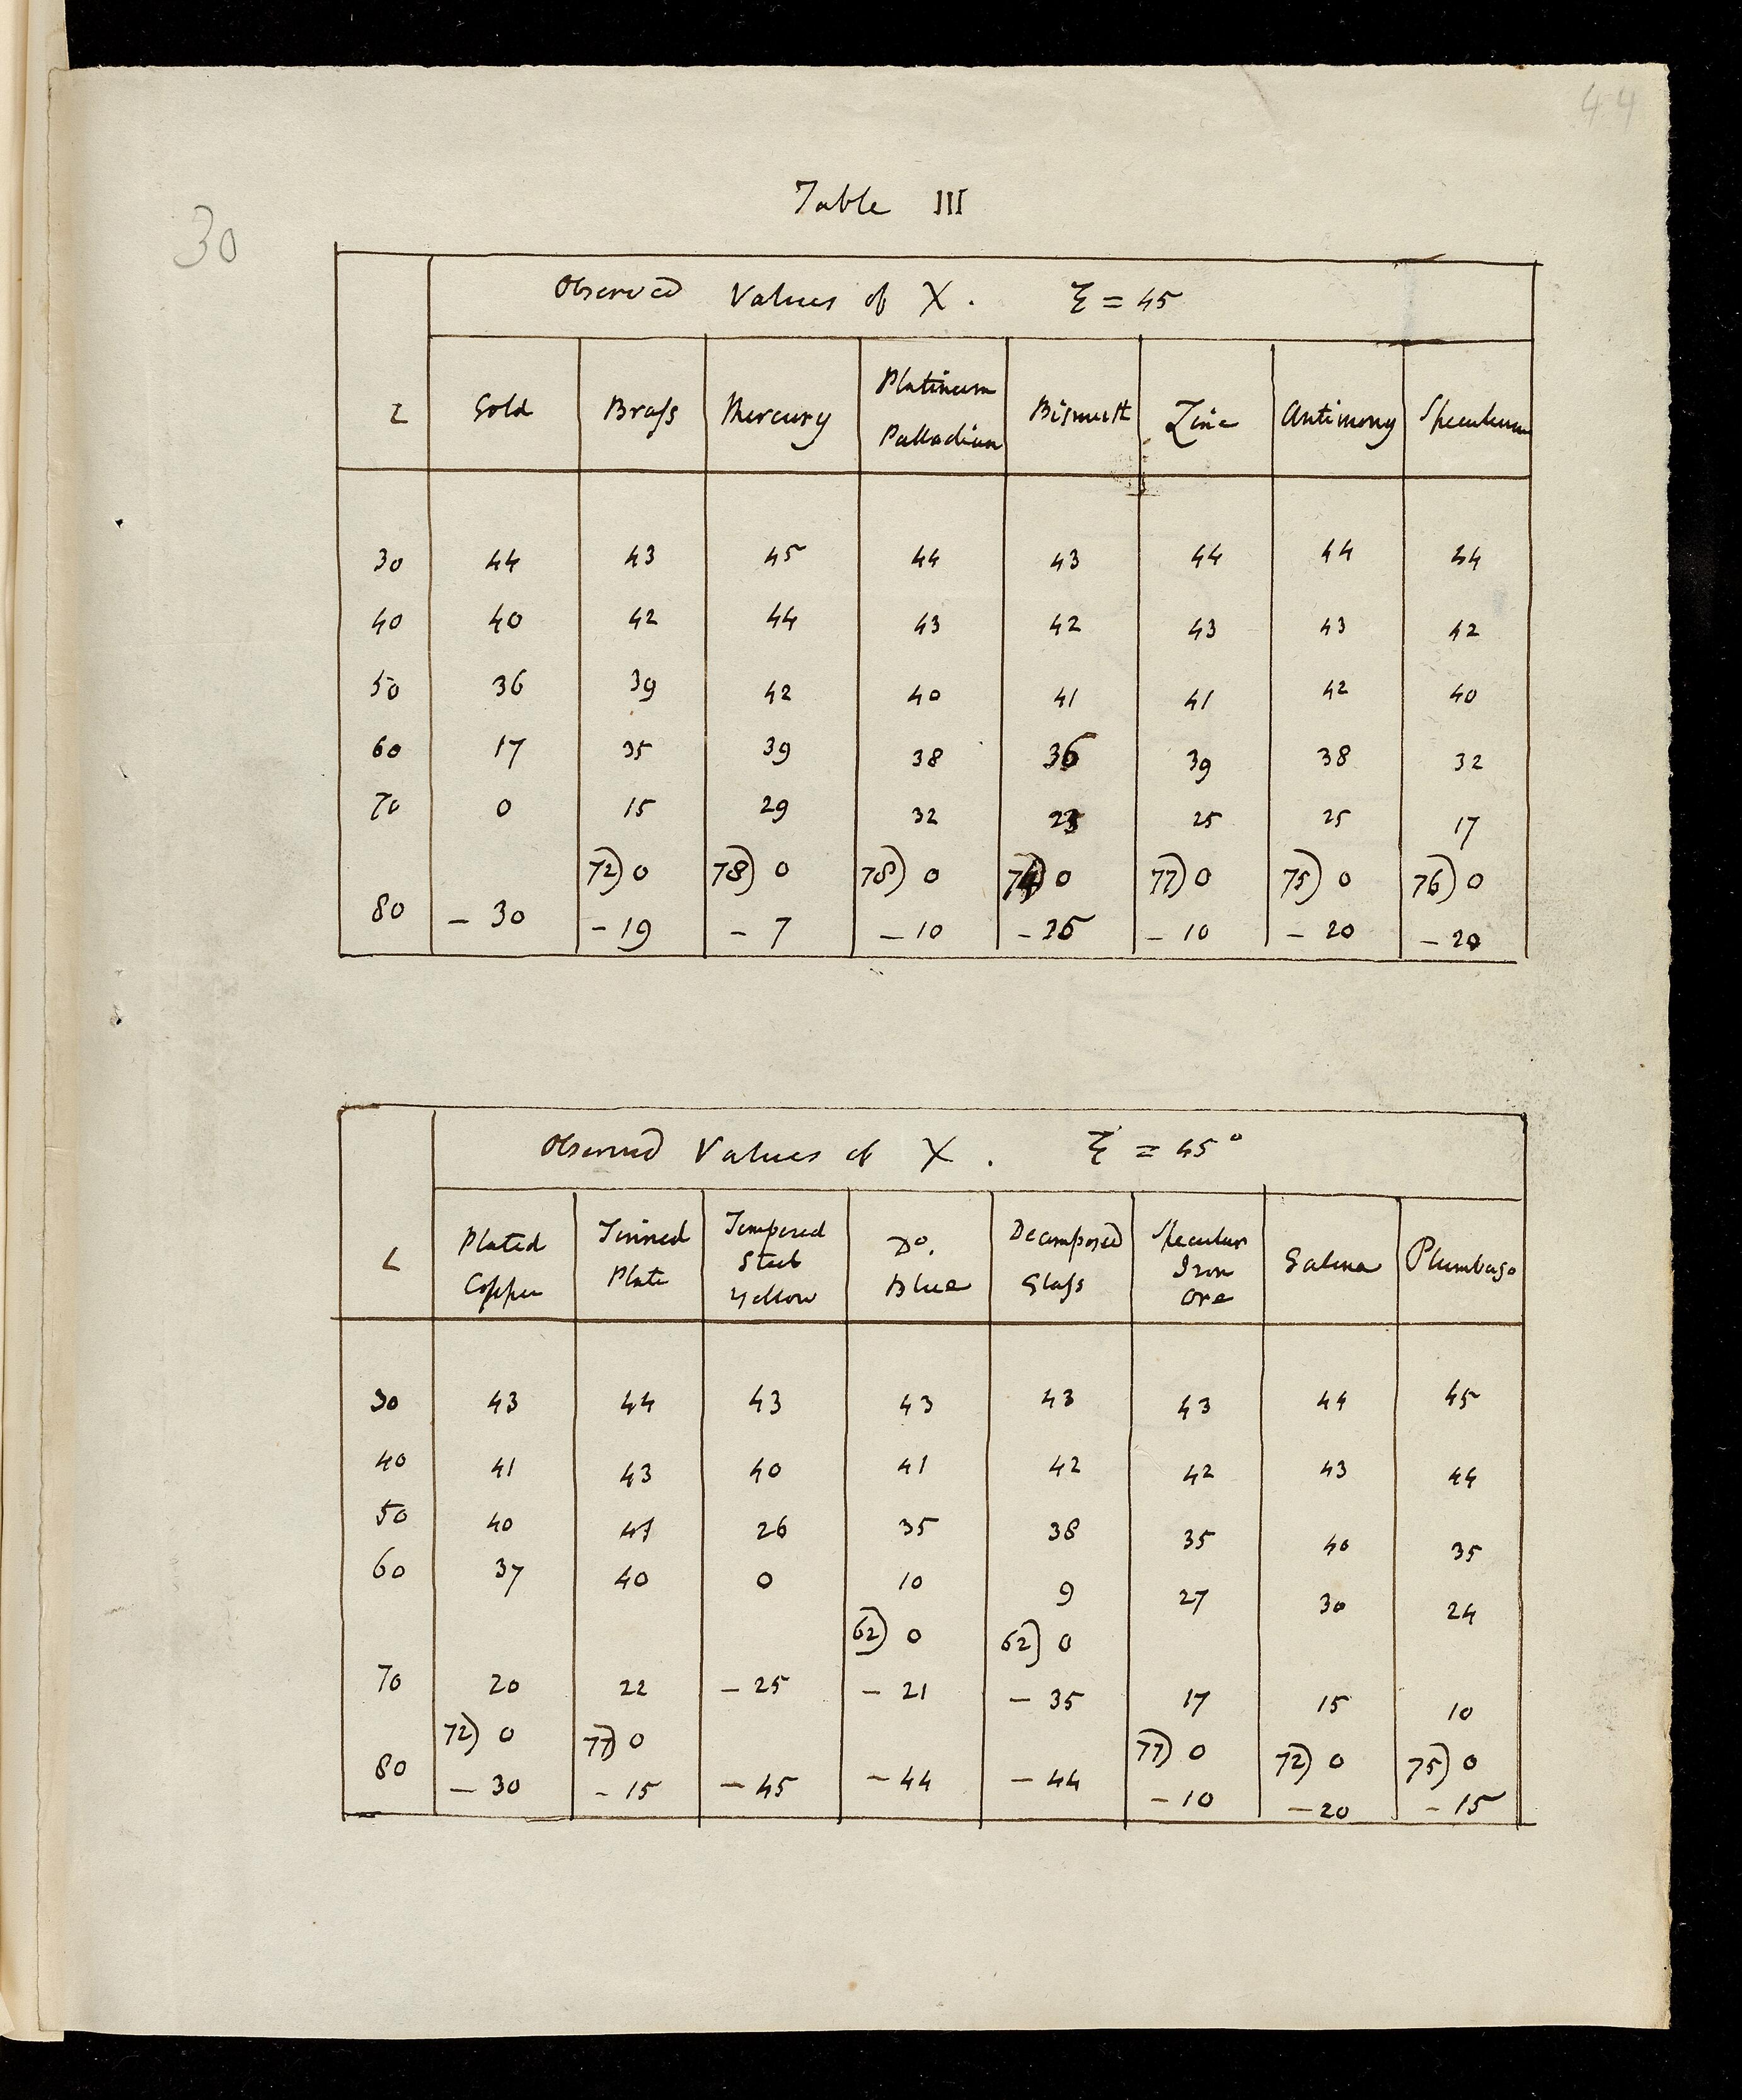 44
30
Table III
Observed Values of X. ξ = 45
ι Gold Brass Mercury Platinum Palladium Bismuth Zinc Antimony Speculum
30 44 43 45 44 43 44 44 44
40 40 42 44 43 42 43 43 42
50 36 39 42 40 41 41 42 40
60 17 35 39 38 36 39 38 32
70 0 15 29 32 23 25 25 17
72) 0 78) 0 78) 0 74) 0 77) 0 75) 0 76) 0
80 – 30 – 19 – 7 – 10 – 26 – 10 – 20 – 20
Observed Values of X. ξ = 45°
ι Plated Copper Tinned Plate Tempered Steel Yellow Do. Blue Decomposed Glass Specular Iron Ore Galena Plumbago
30 43 44 43 43 43 43 44 45
40 41 43 40 41 42 42 43 44
50 40 41 26 35 38 35 40 35
60 37 40 0 10 9 27 30 24
62) 0 62) 0
70 20 22 – 25 – 21 – 35 17 15 10
72) 0 77) 0 77) 0 72) 0 75) 0
80 – 30 – 15 – 45 – 44 – 44 – 10 – 20 – 15